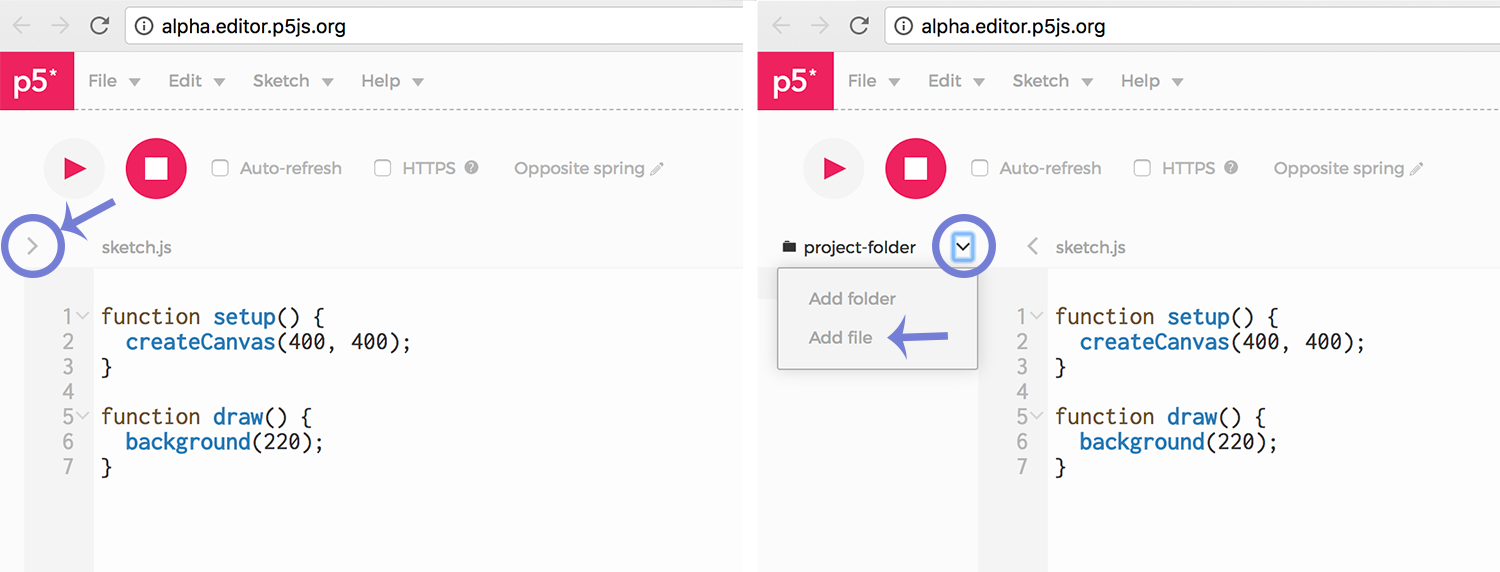 alpha.editor.p5js.org
p5* File Edit Sketch Help
Auto-refresh HTTPS ? Opposite spring
sketch.js
1 function setup() {
2 createCanvas(400, 400);
3 }
4
5 function draw() {
6 background(220);
7 }
alpha.editor.p5js.org
p5* File Edit Sketch Help
Auto-refresh HTTPS ? Opposite spring
project-folder sketch.js
Add folder
Add file
1 function setup() {
2 createCanvas(400, 400);
3 }
4
5 function draw() {
6 background(220);
7 }